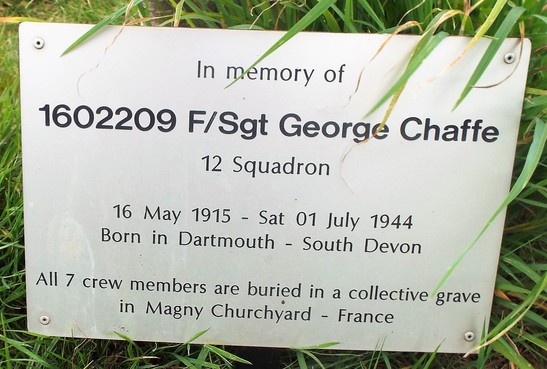 In memory of
1602209 F/Sgt George Chaffe
12 Squadron
16 May 1915 - Sat 01 July 1944
Born in Dartmouth - South Devon
All 7 crew members are buried in a collective grave
in Magny Churchyard - France